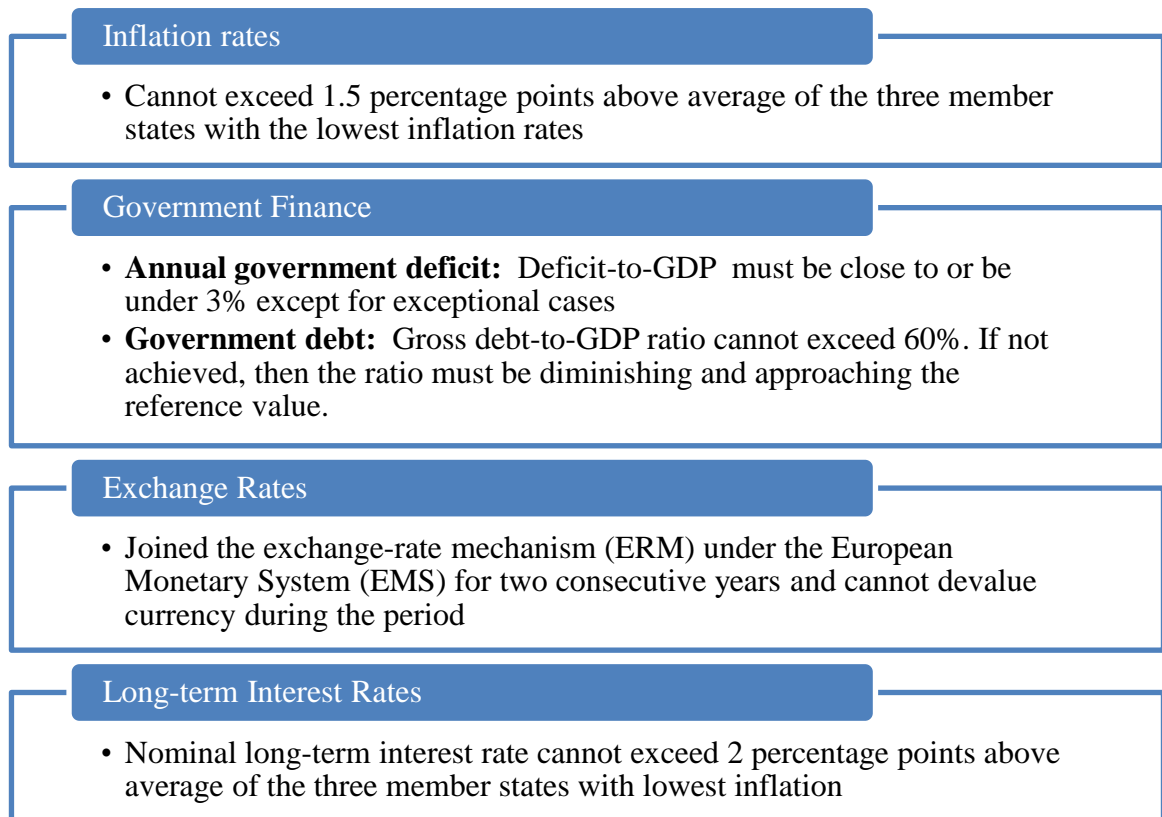 Inflation rates
• Cannot exceed 1.5 percentage points above average of the three member
states with the lowest inflation rates
Government Finance
• Annual government deficit:  Deficit-to-GDP  must be close to or be
under 3% except for exceptional cases
• Government debt:  Gross debt-to-GDP ratio cannot exceed 60%. If not
achieved, then the ratio must be diminishing and approaching the
reference value.
Exchange Rates
• Joined the exchange-rate mechanism (ERM) under the European
Monetary System (EMS) for two consecutive years and cannot devalue
currency during the period
Long-term Interest Rates
• Nominal long-term interest rate cannot exceed 2 percentage points above
average of the three member states with lowest inflation